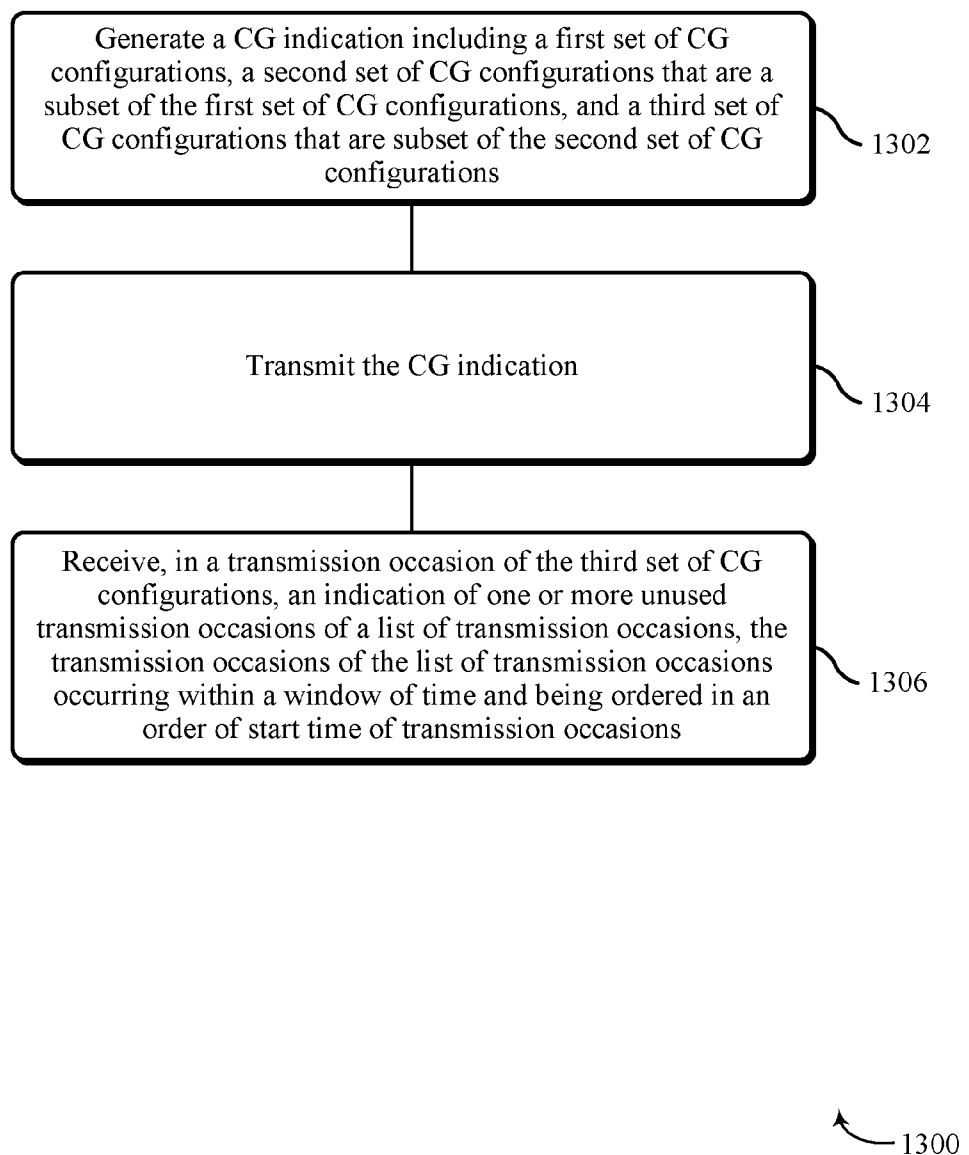 Generate a CG indication including a first set of CG
configurations, a second set of CG configurations that are a
subset of the first set of CG configurations, and a third set of
CG configurations that are subset of the second set of CG
configurations
1302
Transmit the CG indication
1304
Receive, in a transmission occasion of the third set of CG
configurations, an indication of one or more unused
transmission occasions of a list of transmission occasions, the
transmission occasions of the list of transmission occasions
occurring within a window of time and being ordered in an
order of start time of transmission occasions
1306
1300